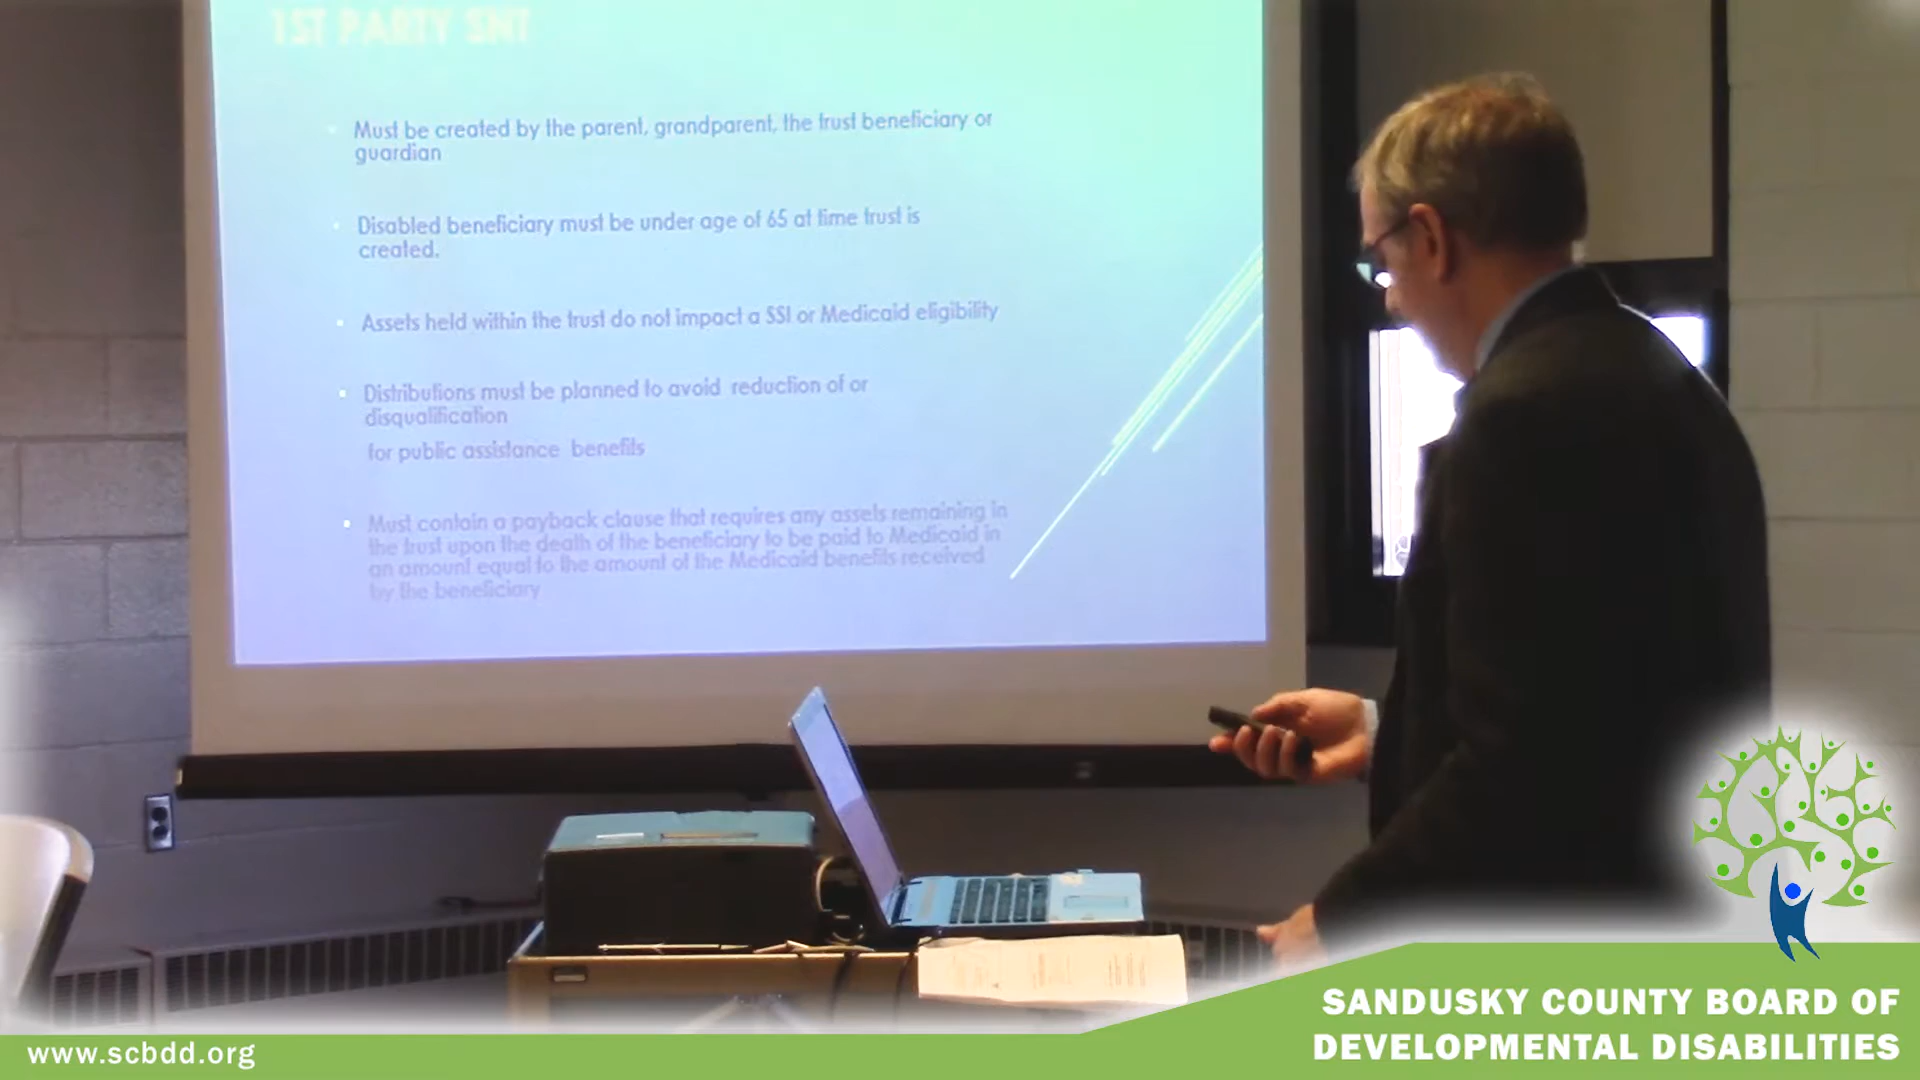 1ST PARTY SNT
Must be created by the parent, grandparent, the trust beneficiary or
guardian
Disabled beneficiary must be under age of 65 at time trust is
created.
Assets held within the trust do not impact a SSI or Medicaid eligibility
Distributions must be planned to avoid reduction of or
disqualification
for public assistance benefits
Must contain a payback clause that requires any assets remaining in
the trust upon the death of the beneficiary to be paid to Medicaid in
an amount equal to the amount of the Medicaid benefits received
by the beneficiary
SANDUSKY COUNTY BOARD OF
DEVELOPMENTAL DISABILITIES
www.scbdd.org